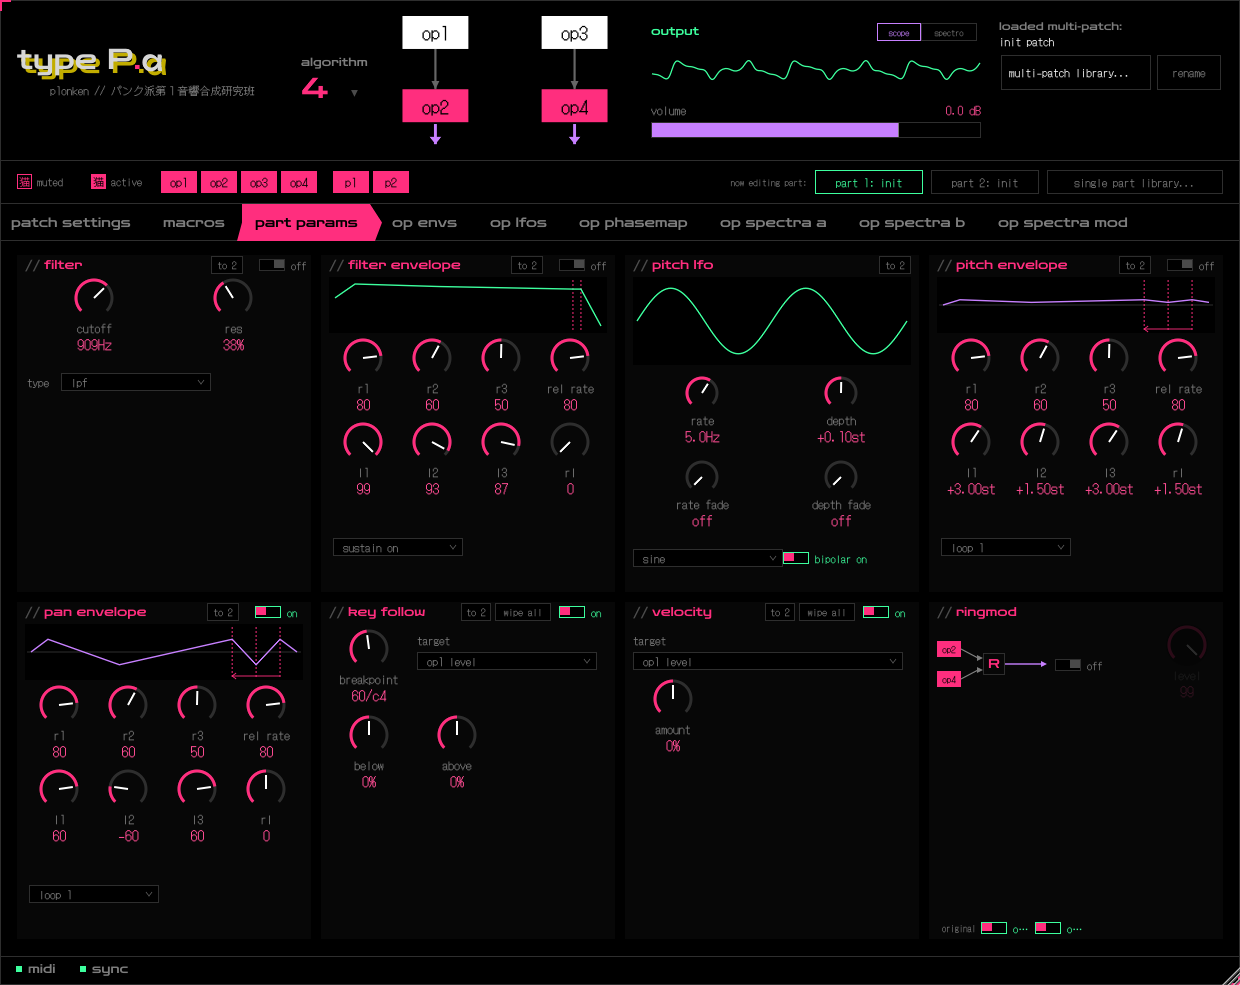 type P.a
plonken // パンク派第1音響合成研究班
algorithm
4
op1
op3
op2
op4
output
scope
spectro
volume
0.0 dB
loaded multi-patch:
init patch
multi-patch library...
rename
猫 muted
猫 active
op1 op2 op3 op4 p1 p2
now editing part:
part 1: init
part 2: init
single part library...
patch settings
macros
part params
op envs
op lfos
op phasemap
op spectra a
op spectra b
op spectra mod
// filter
to 2
off
cutoff
909Hz
res
38%
type
lpf
// filter envelope
to 2
off
r1 r2 r3 rel rate
80 60 50 80
l1 l2 l3 rl
99 93 87 0
sustain on
// pitch lfo
to 2
rate depth
5.0Hz +0.10st
rate fade depth fade
off off
sine
bipolar on
// pitch envelope
to 2
off
r1 r2 r3 rel rate
80 60 50 80
l1 l2 l3 rl
+3.00st +1.50st +3.00st +1.50st
loop 1
// pan envelope
to 2
on
r1 r2 r3 rel rate
80 60 50 80
l1 l2 l3 rl
60 -60 60 0
loop 1
// key follow
to 2
wipe all
on
breakpoint
60/c4
target
op1 level
below above
0% 0%
// velocity
to 2
wipe all
on
target
op1 level
amount
0%
// ringmod
op2
op4
R
off
level
99
original
o…
o…
midi
sync